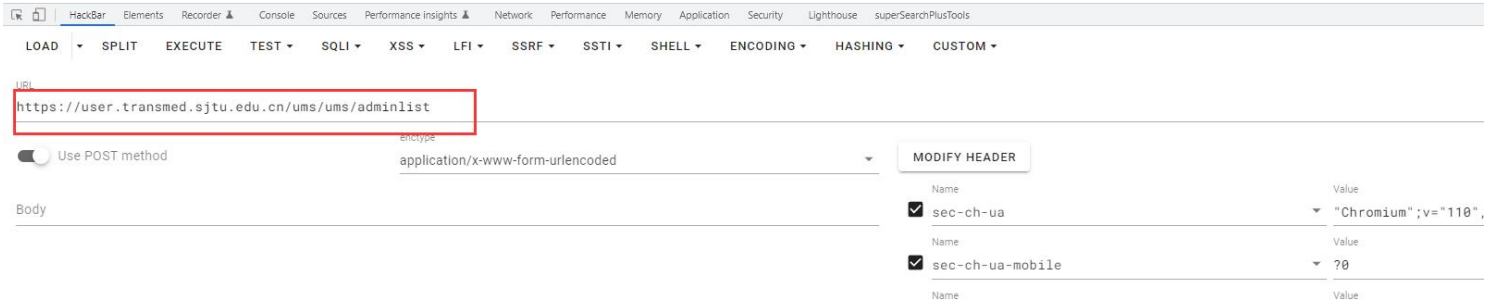 HackBar Elements Recorder Console Sources Performance insights Network Performance Memory Application Security Lighthouse superSearchPlusTools
LOAD SPLIT EXECUTE TEST SQLI XSS LFI SSRF SSTI SHELL ENCODING HASHING CUSTOM
URL
https://user.transmed.sjtu.edu.cn/ums/ums/adminlist
enctype
Use POST method
application/x-www-form-urlencoded
MODIFY HEADER
Name Value
Body
sec-ch-ua "Chromium";v="110",
Name Value
sec-ch-ua-mobile ?0
Name Value